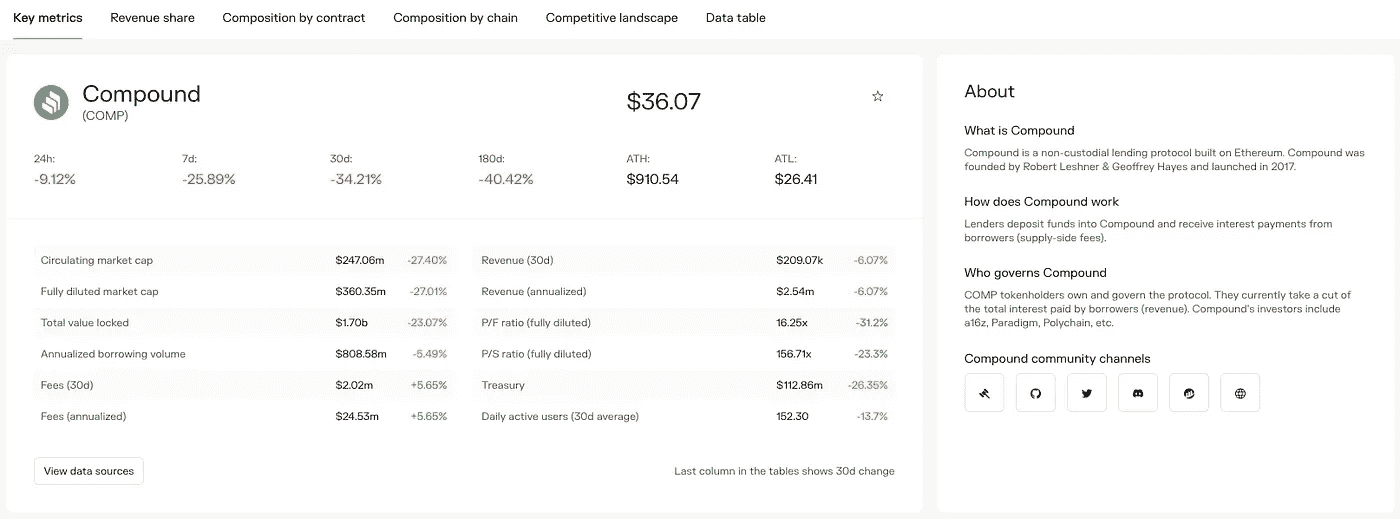 Key metrics Revenue share Composition by contract Composition by chain Competitive landscape Data table
Compound
(COMP)
$36.07
24h: 7d: 30d: 180d: ATH: ATL:
-9.12% -25.89% -34.21% -40.42% $910.54 $26.41
Circulating market cap $247.06m -27.40%
Fully diluted market cap $360.35m -27.01%
Total value locked $1.70b -23.07%
Annualized borrowing volume $808.58m -5.49%
Fees (30d) $2.02m +5.65%
Fees (annualized) $24.53m +5.65%
Revenue (30d) $209.07k -6.07%
Revenue (annualized) $2.54m -6.07%
P/F ratio (fully diluted) 16.25x -31.2%
P/S ratio (fully diluted) 156.71x -23.3%
Treasury $112.86m -26.35%
Daily active users (30d average) 152.30 -13.7%
View data sources
Last column in the tables shows 30d change
About
What is Compound
Compound is a non-custodial lending protocol built on Ethereum. Compound was
founded by Robert Leshner & Geoffrey Hayes and launched in 2017.
How does Compound work
Lenders deposit funds into Compound and receive interest payments from
borrowers (supply-side fees).
Who governs Compound
COMP tokenholders own and govern the protocol. They currently take a cut of
the total interest paid by borrowers (revenue). Compound's investors include
a16z, Paradigm, Polychain, etc.
Compound community channels